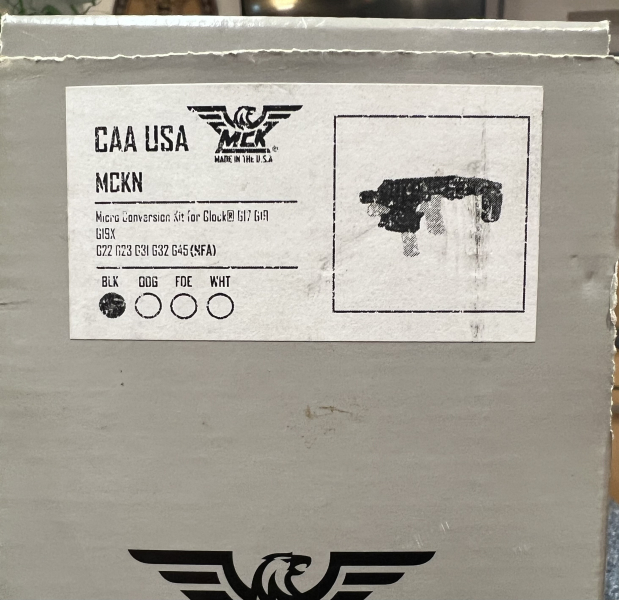 CAA USA
MCK®
MADE IN THE U.S.A
MCKN
Micro Conversion Kit for Glock® G17 G19
G19X
G22 G23 G31 G32 G45(NFA)
BLK ODG FDE WHT